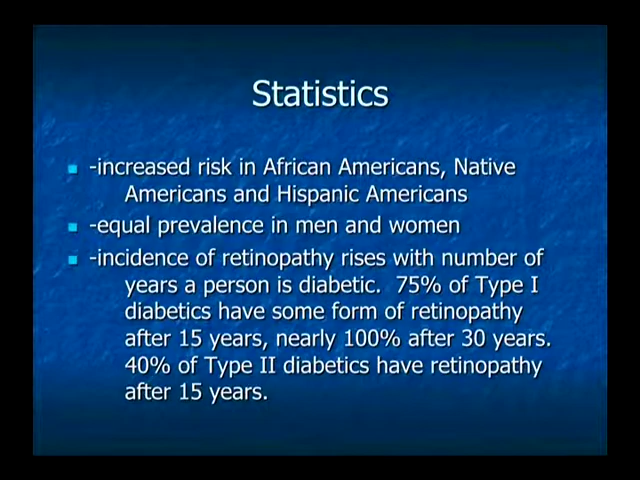 Statistics
-increased risk in African Americans, Native
Americans and Hispanic Americans
-equal prevalence in men and women
-incidence of retinopathy rises with number of
years a person is diabetic.  75% of Type I
diabetics have some form of retinopathy
after 15 years, nearly 100% after 30 years.
40% of Type II diabetics have retinopathy
after 15 years.